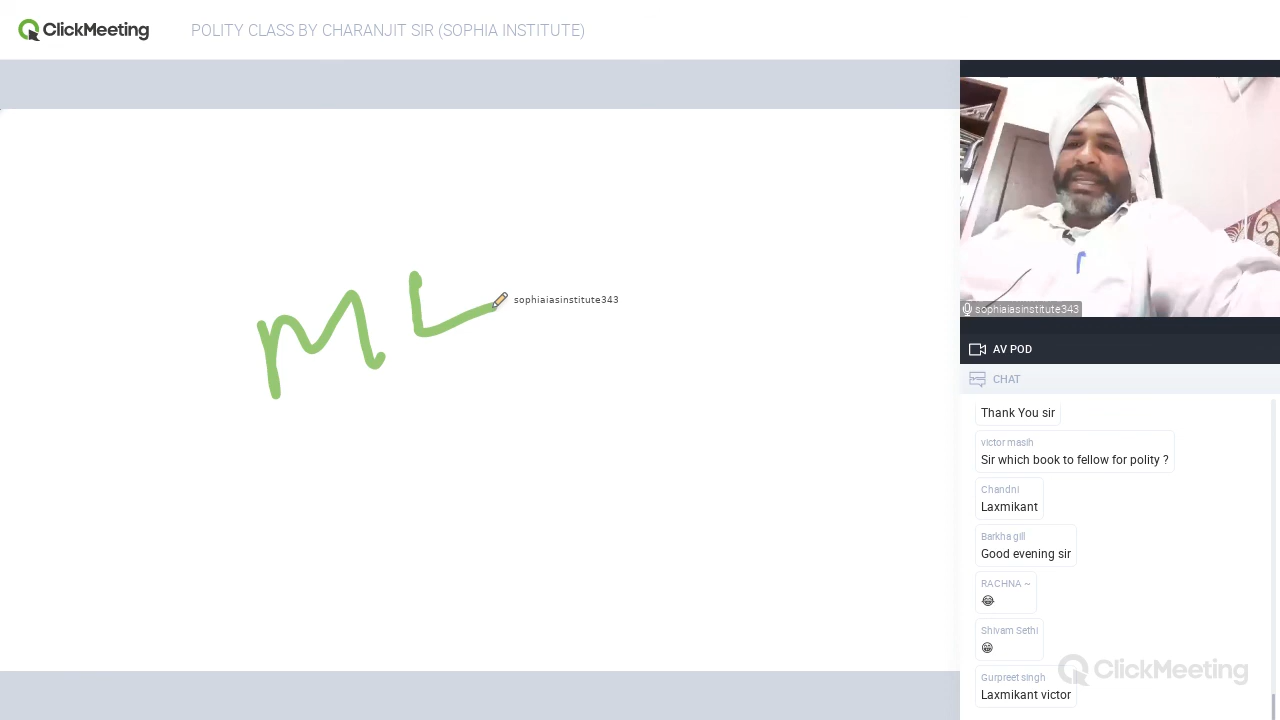 ClickMeeting
POLITY CLASS BY CHARANJIT SIR (SOPHIA INSTITUTE)
ML
sophiaiasinstitute343
sophiaiasinstitute343
AV POD
CHAT
Thank You sir
victor masih
Sir which book to fellow for polity ?
Chandni
Laxmikant
Barkha gill
Good evening sir
RACHNA ~
😂
Shivam Sethi
😁
Gurpreet singh
Laxmikant victor
ClickMeeting